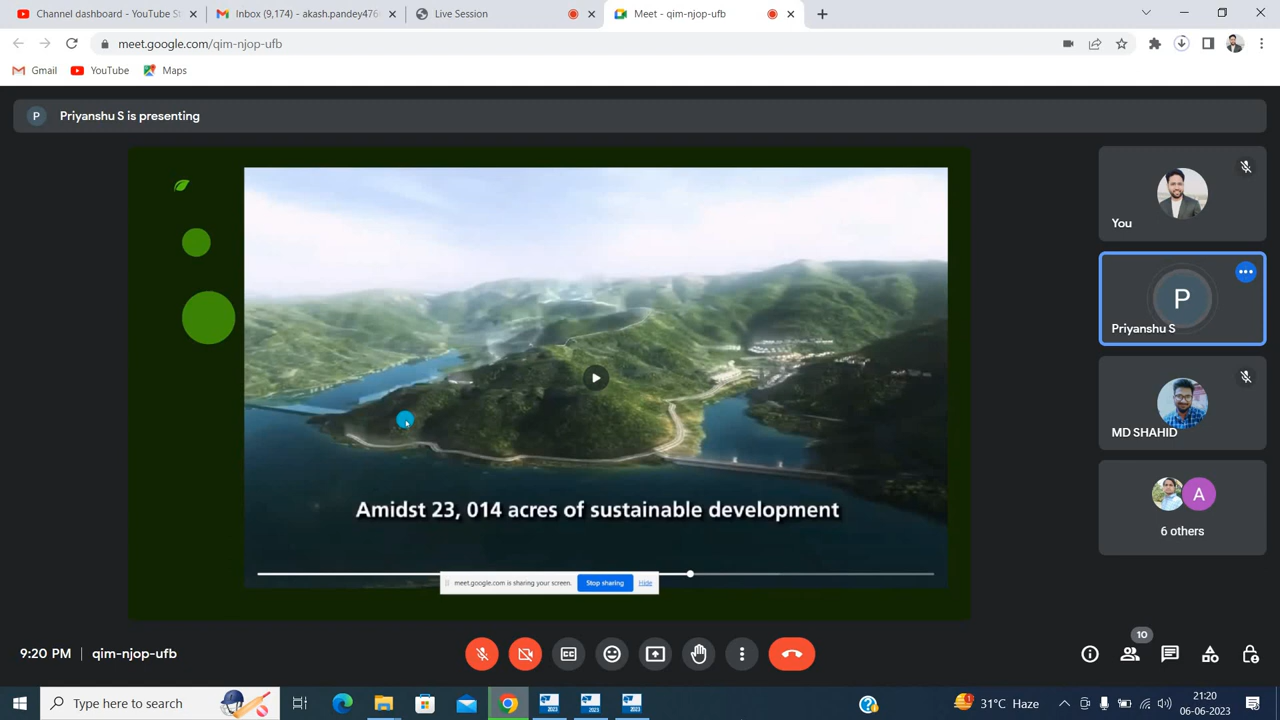 Channel dashboard - YouTube St
Inbox (9,174) - akash.pandey476
Live Session
Meet - qim-njop-ufb
meet.google.com/qim-njop-ufb
Gmail
YouTube
Maps
P
Priyanshu S is presenting
You
P
Priyanshu S
MD SHAHID
A
6 others
Amidst 23, 014 acres of sustainable development
meet.google.com is sharing your screen.
Stop sharing
Hide
9:20 PM
qim-njop-ufb
10
Type here to search
2023
2023
2023
31°C Haze
21:20
06-06-2023